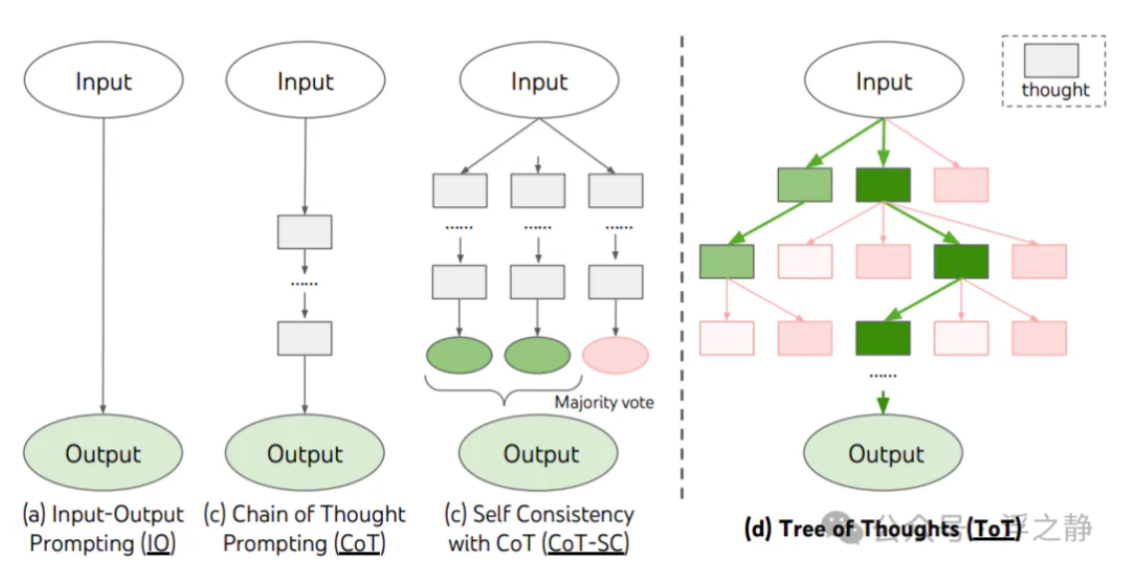 Input
Input
Input
Input
thought
......
......
......
......
......
Majority vote
Output
Output
Output
Output
(a) Input-Output
Prompting (IO)
(c) Chain of Thought
Prompting (CoT)
(c) Self Consistency
with CoT (CoT-SC)
(d) Tree of Thoughts (ToT)
公众号 浮之静